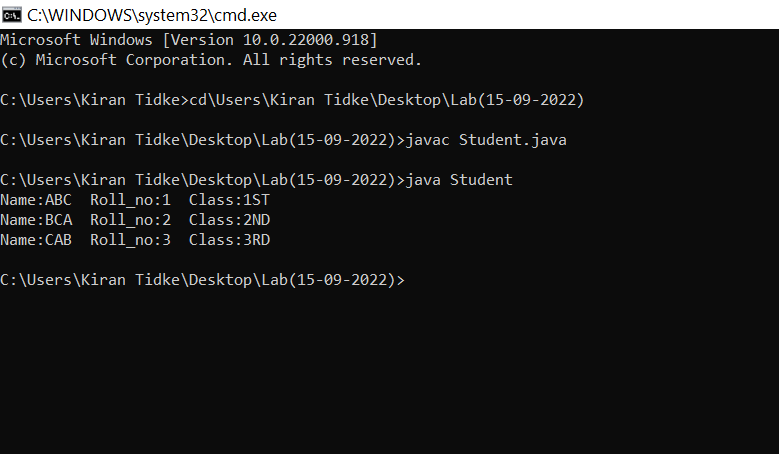 C:\WINDOWS\system32\cmd.exe
Microsoft Windows [Version 10.0.22000.918]
(c) Microsoft Corporation. All rights reserved.
C:\Users\Kiran Tidke>cd\Users\Kiran Tidke\Desktop\Lab(15-09-2022)
C:\Users\Kiran Tidke\Desktop\Lab(15-09-2022)>javac Student.java
C:\Users\Kiran Tidke\Desktop\Lab(15-09-2022)>java Student
Name:ABC  Roll_no:1  Class:1ST
Name:BCA  Roll_no:2  Class:2ND
Name:CAB  Roll_no:3  Class:3RD
C:\Users\Kiran Tidke\Desktop\Lab(15-09-2022)>